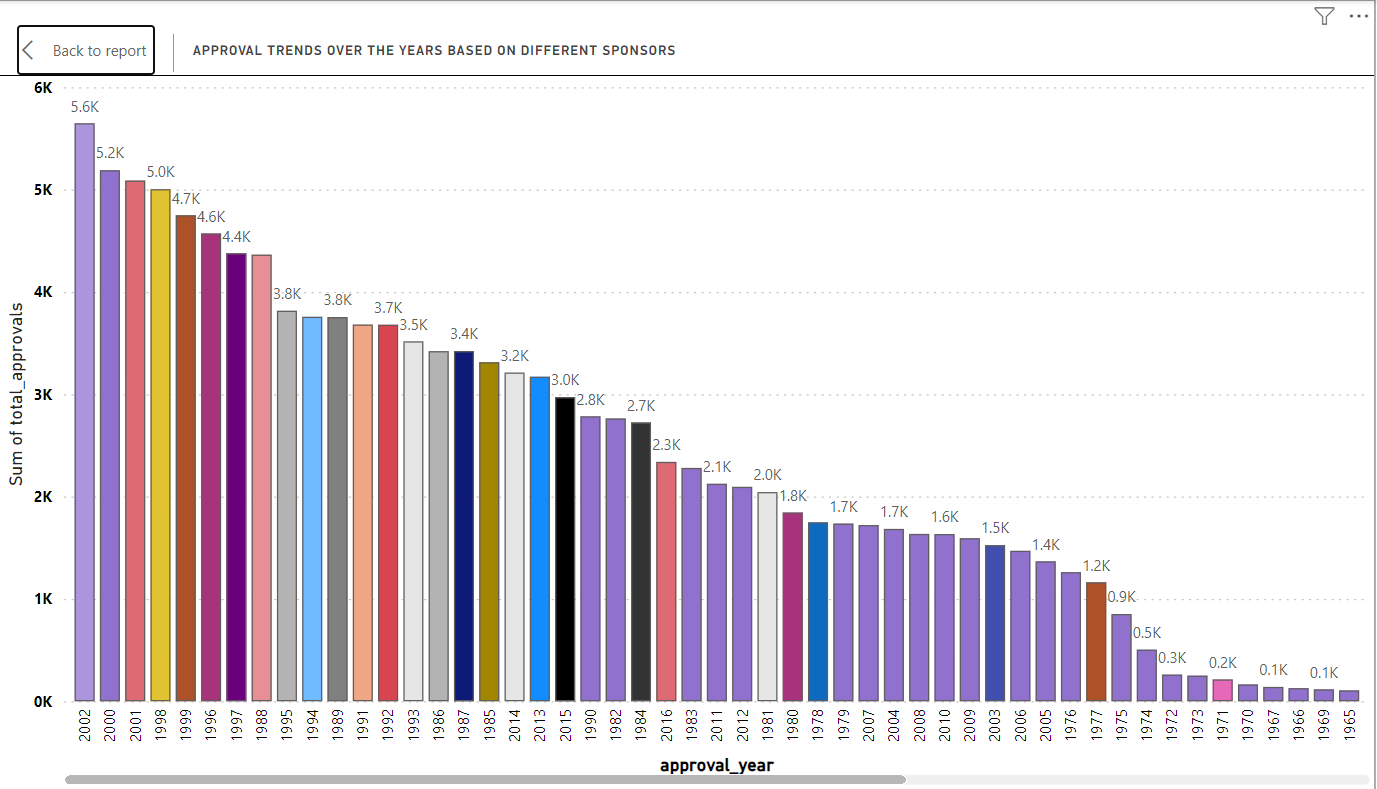 Back to report
APPROVAL TRENDS OVER THE YEARS BASED ON DIFFERENT SPONSORS
Sum of total_approvals
6K
5K
4K
3K
2K
1K
0K
5.6K
5.2K
5.0K
4.7K
4.6K
4.4K
3.8K
3.8K
3.7K
3.5K
3.4K
3.2K
3.0K
2.8K
2.7K
2.3K
2.1K
2.0K
1.8K
1.7K
1.7K
1.6K
1.5K
1.4K
1.2K
0.9K
0.5K
0.3K
0.2K
0.1K
0.1K
2002
2000
2001
1998
1999
1996
1997
1988
1995
1994
1989
1991
1992
1993
1986
1987
1985
2014
2013
2015
1990
1982
1984
2016
1983
2011
2012
1981
1980
1978
1979
2007
2004
2008
2010
2009
2003
2006
2005
1976
1977
1975
1974
1972
1973
1971
1970
1967
1966
1969
1965
approval_year